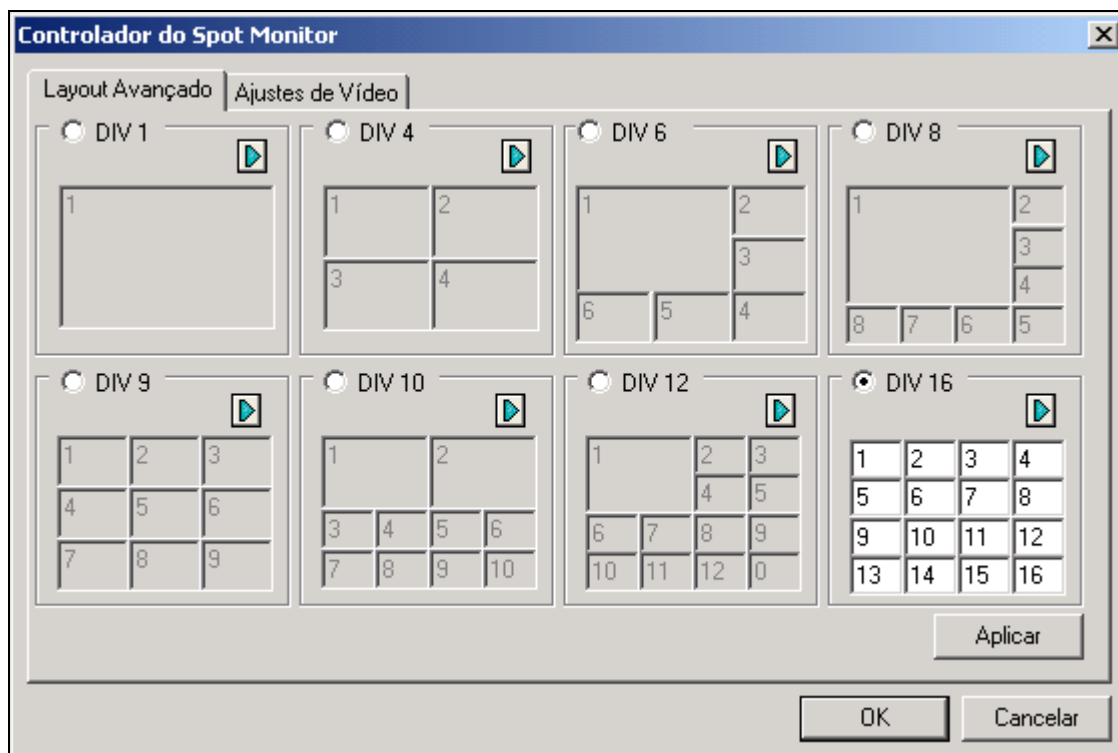 Controlador do Spot Monitor
Layout Avançado Ajustes de Vídeo
DIV 1
1
DIV 4
1 2
3 4
DIV 6
1 2
3
6 5 4
DIV 8
1 2
3
4
8 7 6 5
DIV 9
1 2 3
4 5 6
7 8 9
DIV 10
1 2
3 4 5 6
7 8 9 10
DIV 12
1 2 3
4 5
6 7 8 9
10 11 12 0
DIV 16
1 2 3 4
5 6 7 8
9 10 11 12
13 14 15 16
Aplicar
OK Cancelar